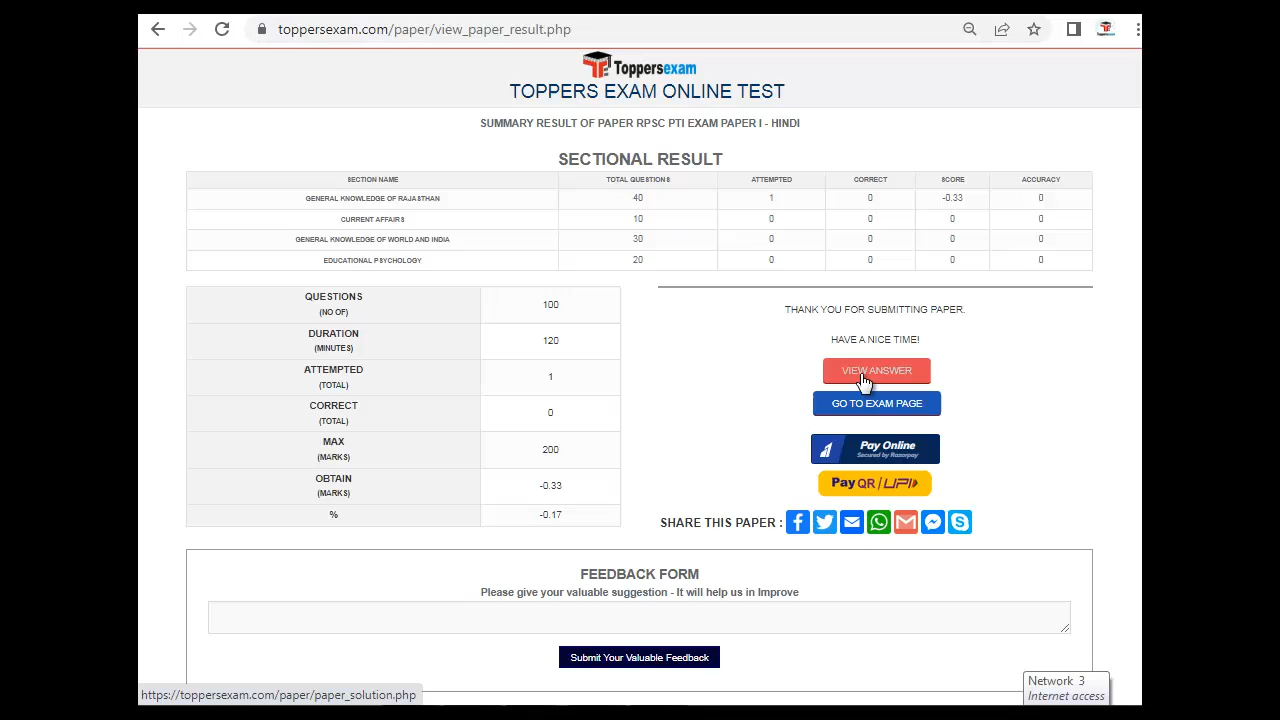 toppersexam.com/paper/view_paper_result.php
Toppersexam
TOPPERS EXAM ONLINE TEST
SUMMARY RESULT OF PAPER RPSC PTI EXAM PAPER I - HINDI
SECTIONAL RESULT
SECTION NAME TOTAL QUESTIONS ATTEMPTED CORRECT SCORE ACCURACY
GENERAL KNOWLEDGE OF RAJASTHAN 40 1 0 -0.33 0
CURRENT AFFAIRS 10 0 0 0 0
GENERAL KNOWLEDGE OF WORLD AND INDIA 30 0 0 0 0
EDUCATIONAL PSYCHOLOGY 20 0 0 0 0
QUESTIONS
(NO OF)
100
DURATION
(MINUTES)
120
ATTEMPTED
(TOTAL)
1
CORRECT
(TOTAL)
0
MAX
(MARKS)
200
OBTAIN
(MARKS)
-0.33
% -0.17
THANK YOU FOR SUBMITTING PAPER.
HAVE A NICE TIME!
VIEW ANSWER
GO TO EXAM PAGE
Pay Online
Secured by Razorpay
Pay QR / UPI
SHARE THIS PAPER :
FEEDBACK FORM
Please give your valuable suggestion - It will help us in Improve
Submit Your Valuable Feedback
https://toppersexam.com/paper/paper_solution.php
Network 3
Internet access